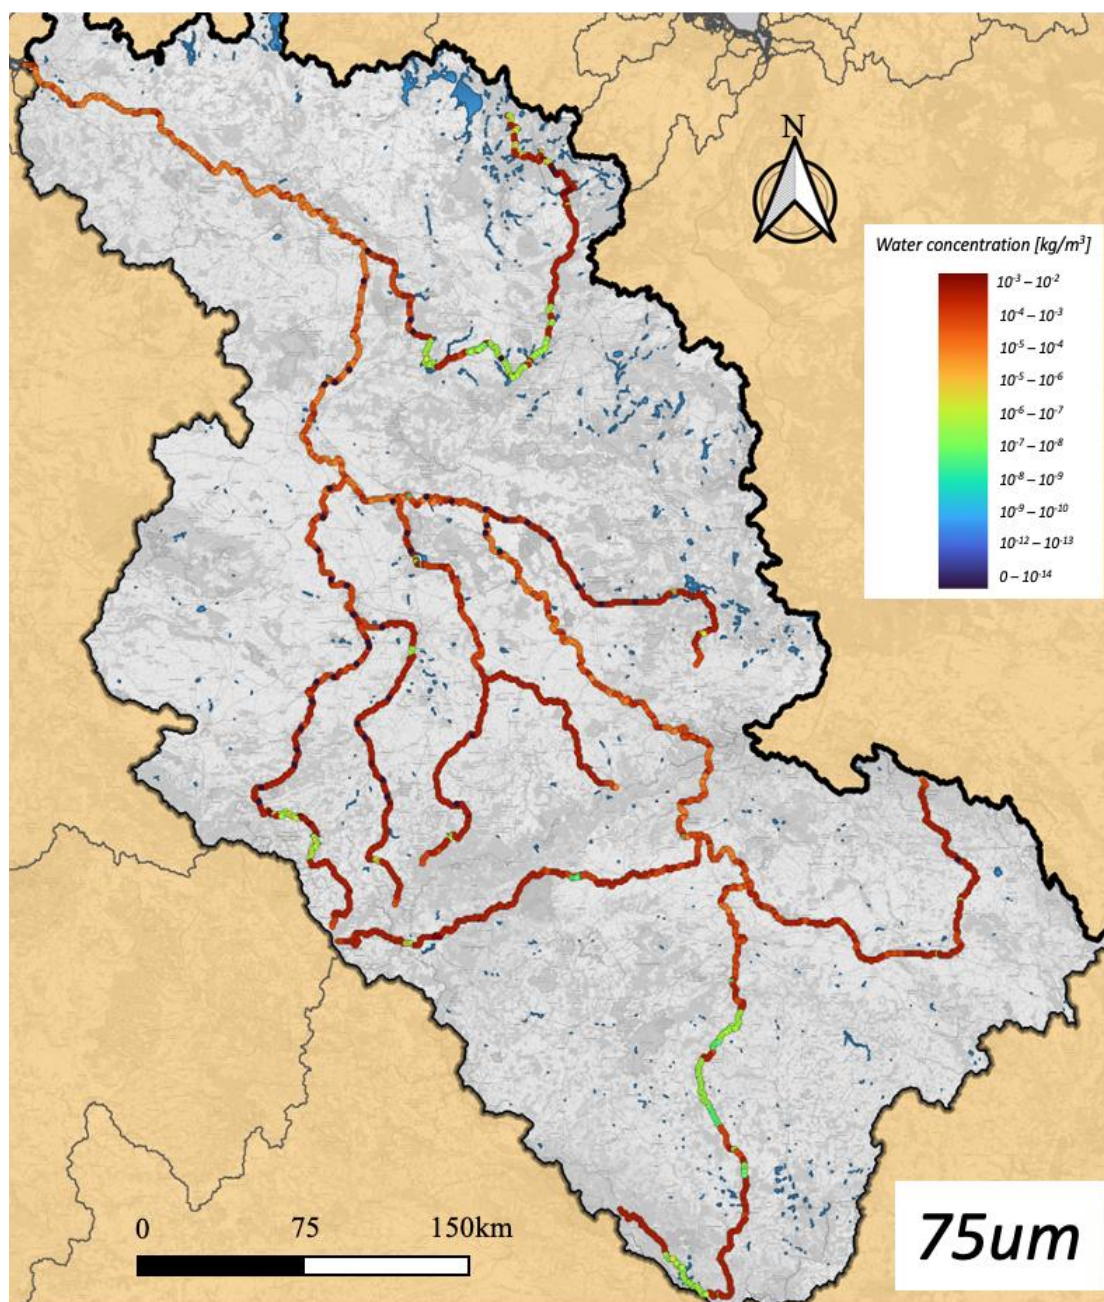 N
Water concentration [kg/m³]
10⁻³ – 10⁻²
10⁻⁴ – 10⁻³
10⁻⁵ – 10⁻⁴
10⁻⁵ – 10⁻⁶
10⁻⁶ – 10⁻⁷
10⁻⁷ – 10⁻⁸
10⁻⁸ – 10⁻⁹
10⁻⁹ – 10⁻¹⁰
10⁻¹² – 10⁻¹³
0 – 10⁻¹⁴
0 75 150km
75um